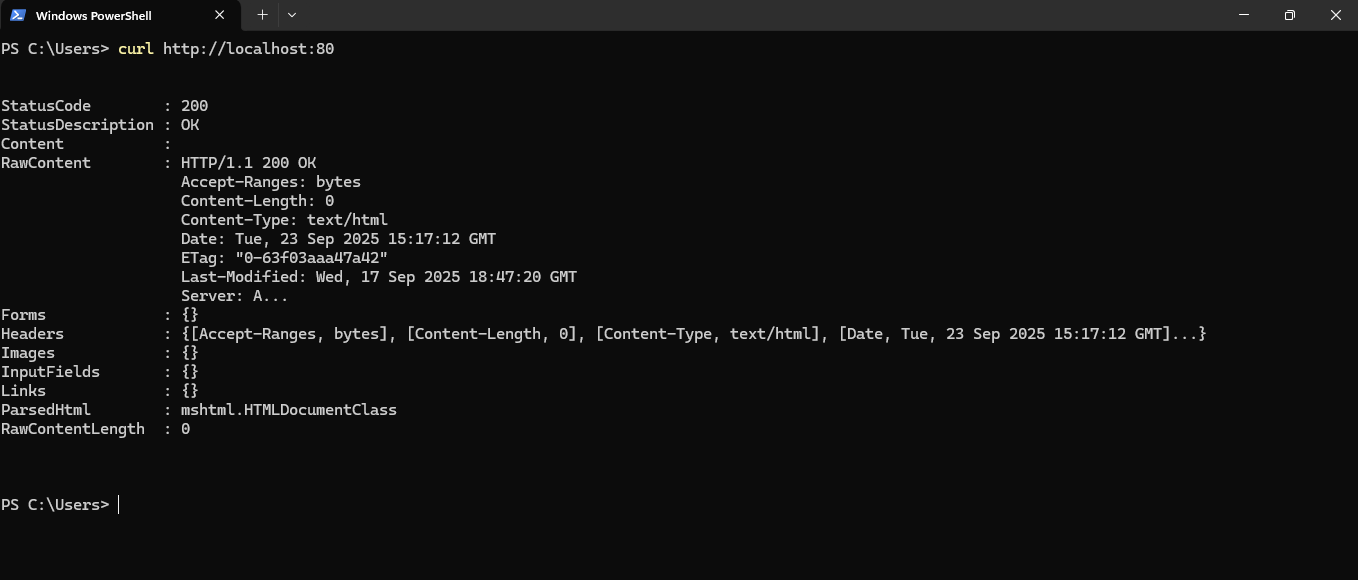 Windows PowerShell
PS C:\Users> curl http://localhost:80
StatusCode        : 200
StatusDescription : OK
Content           :
RawContent        : HTTP/1.1 200 OK
                    Accept-Ranges: bytes
                    Content-Length: 0
                    Content-Type: text/html
                    Date: Tue, 23 Sep 2025 15:17:12 GMT
                    ETag: "0-63f03aaa47a42"
                    Last-Modified: Wed, 17 Sep 2025 18:47:20 GMT
                    Server: A...
Forms             : {}
Headers           : {[Accept-Ranges, bytes], [Content-Length, 0], [Content-Type, text/html], [Date, Tue, 23 Sep 2025 15:17:12 GMT]...}
Images            : {}
InputFields       : {}
Links             : {}
ParsedHtml        : mshtml.HTMLDocumentClass
RawContentLength  : 0
PS C:\Users>